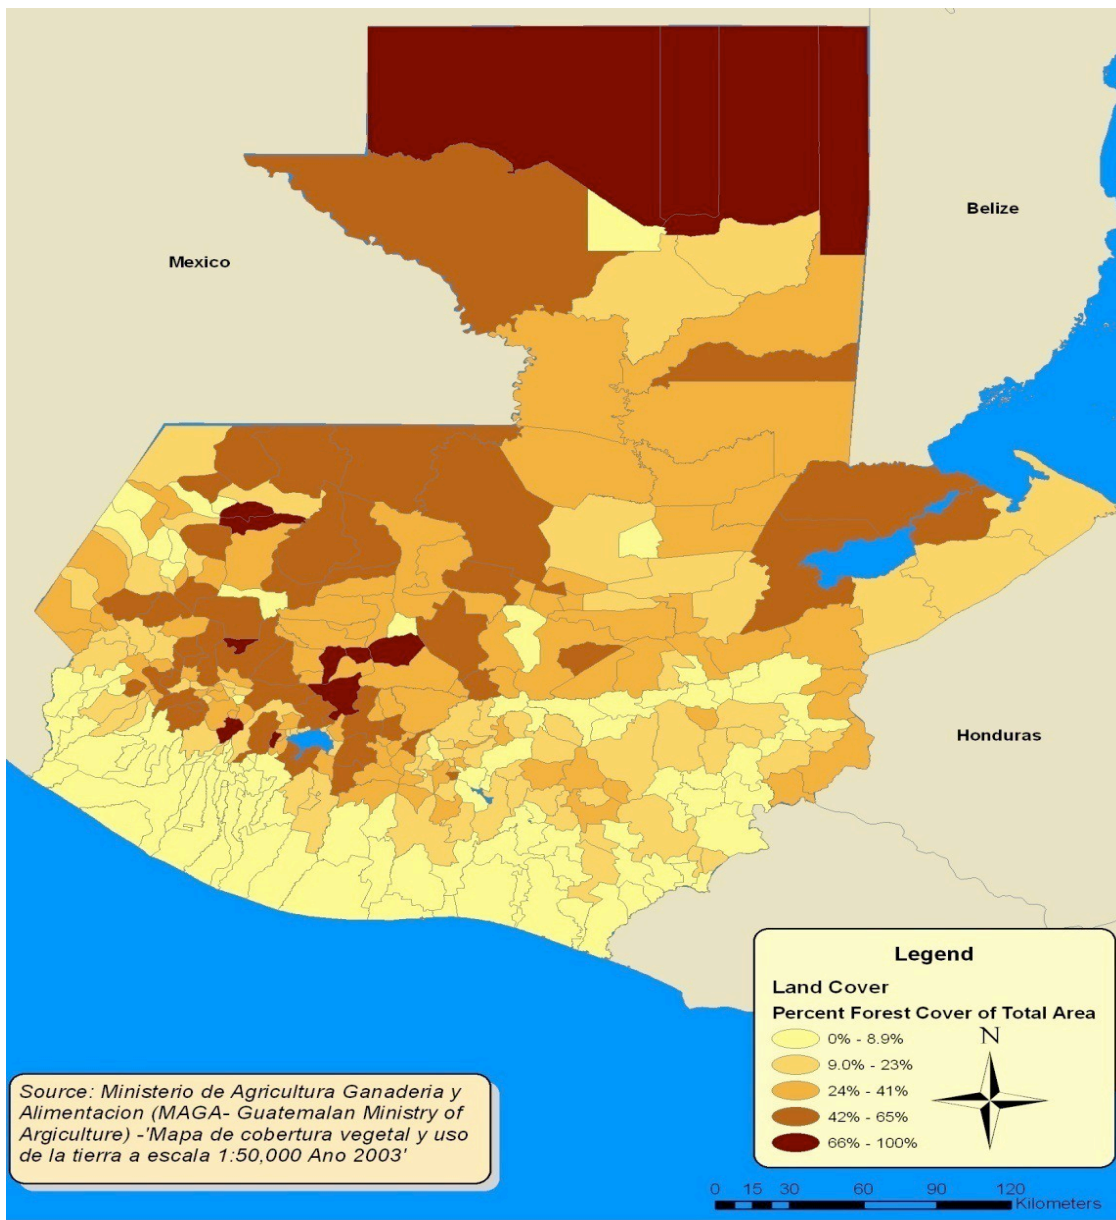 Belize
Mexico
Honduras
Legend
Land Cover
Percent Forest Cover of Total Area
0% - 8.9%
9.0% - 23%
24% - 41%
42% - 65%
66% - 100%
N
Source: Ministerio de Agricultura Ganaderia y
Alimentacion (MAGA- Guatemalan Ministry of
Argiculture) -'Mapa de cobertura vegetal y uso
de la tierra a escala 1:50,000 Ano 2003'
0 15 30 60 90 120
Kilometers